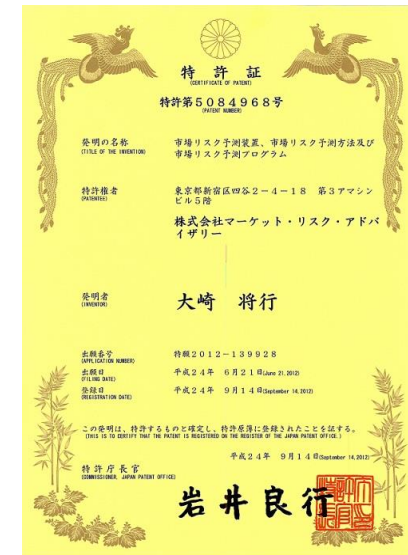 特許証
(CERTIFICATE OF PATENT)
特許第5084968号
(PATENT NUMBER)
発明の名称
(TITLE OF THE INVENTION)
市場リスク予測装置、市場リスク予測方法及び
市場リスク予測プログラム
特許権者
(PATENTEE)
東京都新宿区四谷2-4-18 第3アマシン
ビル5階
株式会社マーケット・リスク・アドバ
イザリー
発明者
(INVENTOR)
大崎 将行
出願番号
(APPLICATION NUMBER)
特願2012-139928
出願日
(FILING DATE)
平成24年 6月21日(June 21,2012)
登録日
(REGISTRATION DATE)
平成24年 9月14日(September 14,2012)
この発明は、特許するものと確定し、特許原簿に登録されたことを証する。
(THIS IS TO CERTIFY THAT THE PATENT IS REGISTERED ON THE REGISTER OF THE JAPAN PATENT OFFICE.)
平成24年 9月14日(September 14,2012)
特許庁長官
(COMMISSIONER, JAPAN PATENT OFFICE)
岩井良行